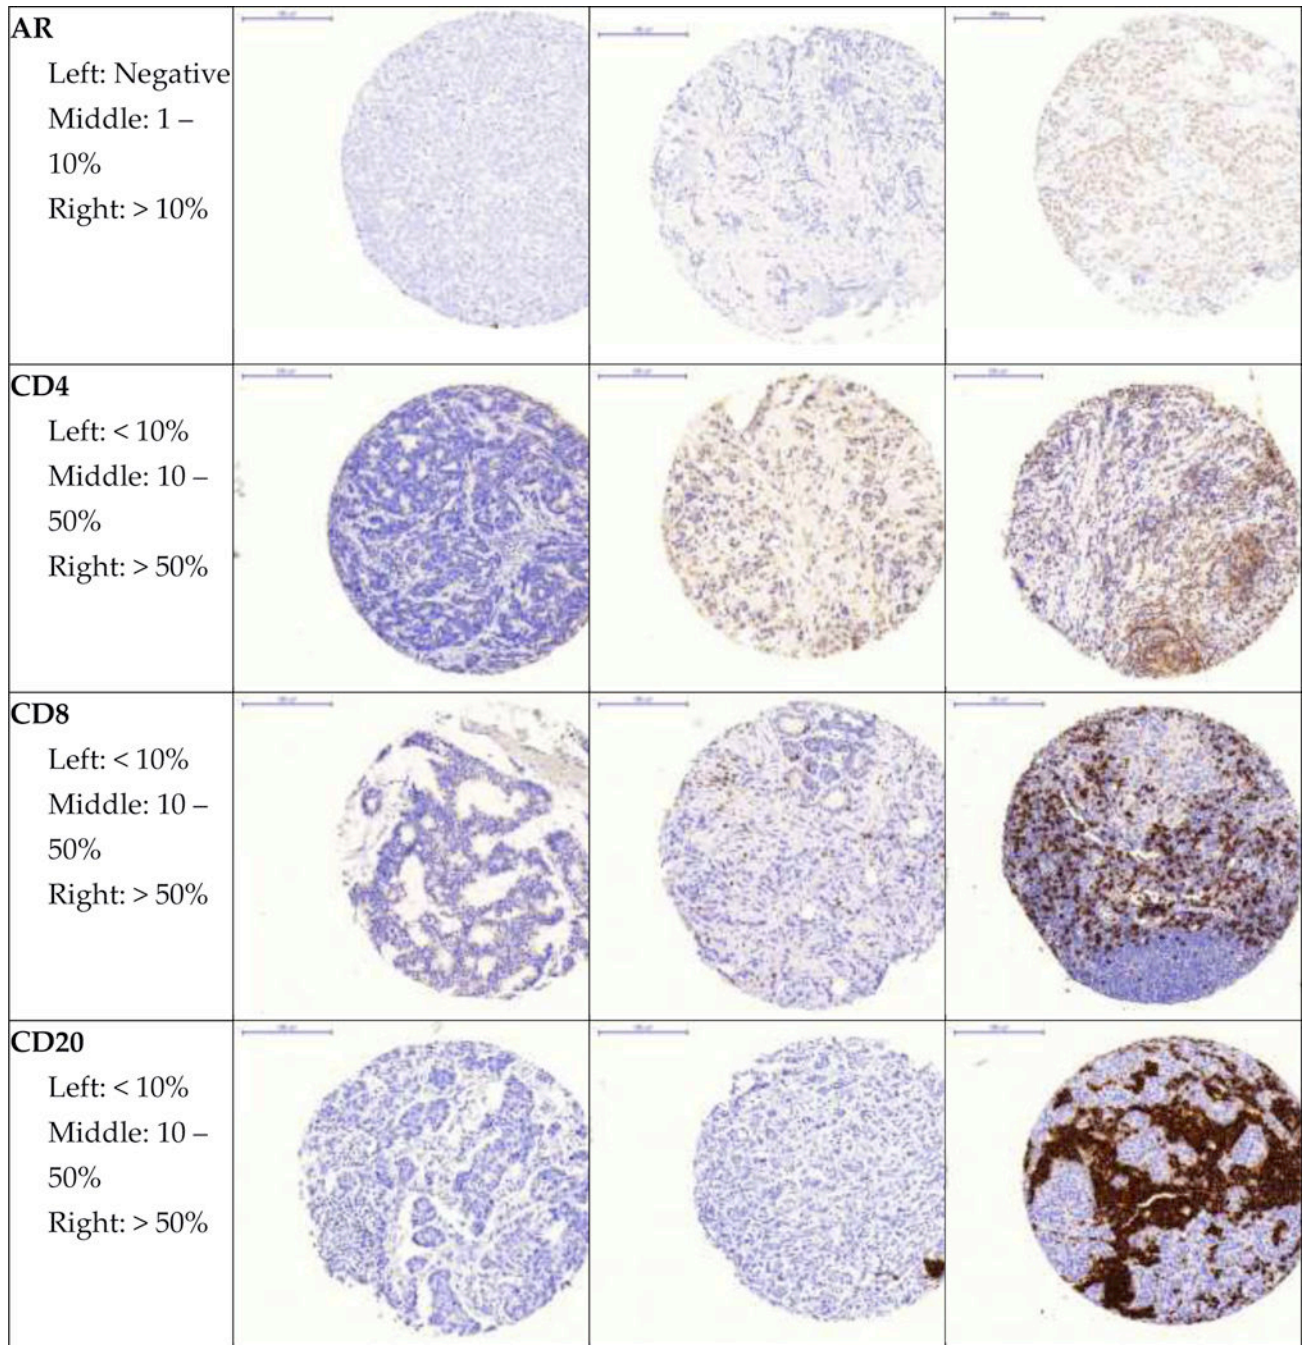 AR
Left: Negative
Middle: 1 –
10%
Right: > 10%
CD4
Left: < 10%
Middle: 10 –
50%
Right: > 50%
CD8
Left: < 10%
Middle: 10 –
50%
Right: > 50%
CD20
Left: < 10%
Middle: 10 –
50%
Right: > 50%